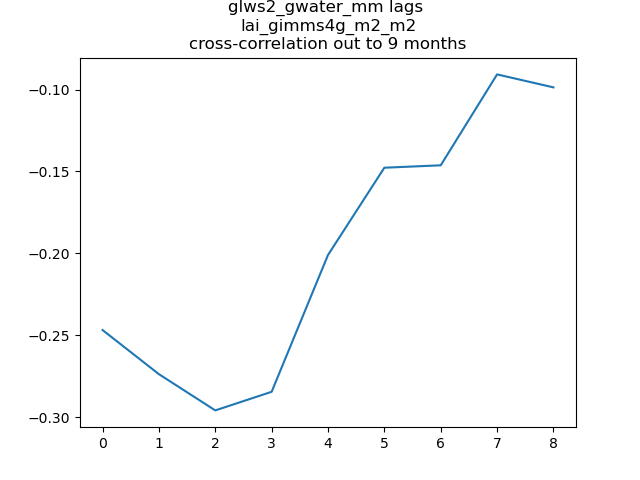 glws2_gwater_mm lags
lai_gimms4g_m2_m2
cross-correlation out to 9 months
−0.10
−0.15
−0.20
−0.25
−0.30
0 1 2 3 4 5 6 7 8